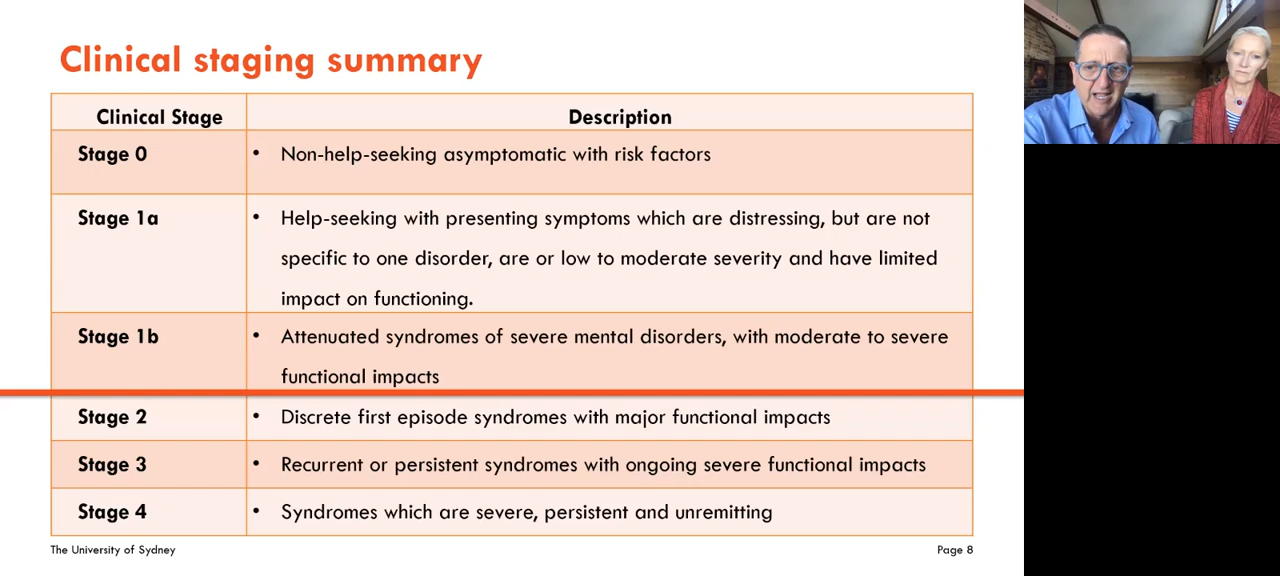 Clinical staging summary
Clinical Stage
Description
Stage 0
• Non-help-seeking asymptomatic with risk factors
Stage 1a
• Help-seeking with presenting symptoms which are distressing, but are not
specific to one disorder, are or low to moderate severity and have limited
impact on functioning.
Stage 1b
• Attenuated syndromes of severe mental disorders, with moderate to severe
functional impacts
Stage 2
• Discrete first episode syndromes with major functional impacts
Stage 3
• Recurrent or persistent syndromes with ongoing severe functional impacts
Stage 4
• Syndromes which are severe, persistent and unremitting
The University of Sydney
Page 8